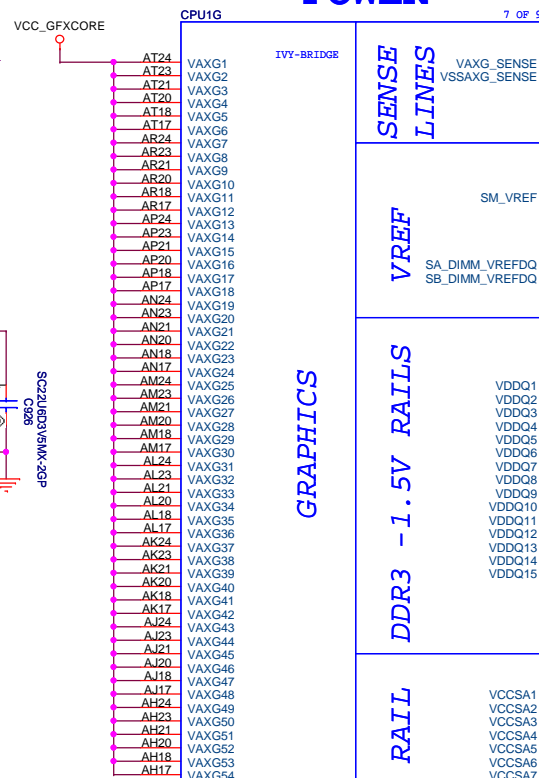 POWER
CPU1G
7 OF 9
VCC_GFXCORE
IVY-BRIDGE
AT24 VAXG1
AT23 VAXG2
AT21 VAXG3
AT20 VAXG4
AT18 VAXG5
AT17 VAXG6
AR24 VAXG7
AR23 VAXG8
AR21 VAXG9
AR20 VAXG10
AR18 VAXG11
AR17 VAXG12
AP24 VAXG13
AP23 VAXG14
AP21 VAXG15
AP20 VAXG16
AP18 VAXG17
AP17 VAXG18
AN24 VAXG19
AN23 VAXG20
AN21 VAXG21
AN20 VAXG22
AN18 VAXG23
AN17 VAXG24
AM24 VAXG25
AM23 VAXG26
AM21 VAXG27
AM20 VAXG28
AM18 VAXG29
AM17 VAXG30
AL24 VAXG31
AL23 VAXG32
AL21 VAXG33
AL20 VAXG34
AL18 VAXG35
AL17 VAXG36
AK24 VAXG37
AK23 VAXG38
AK21 VAXG39
AK20 VAXG40
AK18 VAXG41
AK17 VAXG42
AJ24 VAXG43
AJ23 VAXG44
AJ21 VAXG45
AJ20 VAXG46
AJ18 VAXG47
AJ17 VAXG48
AH24 VAXG49
AH23 VAXG50
AH21 VAXG51
AH20 VAXG52
AH18 VAXG53
AH17 VAXG54
SC22U6D3V5MX-2GP
C926
GRAPHICS
SENSE
LINES
VAXG_SENSE
VSSAXG_SENSE
VREF
SM_VREF
SA_DIMM_VREFDQ
SB_DIMM_VREFDQ
DDR3 -1.5V RAILS
VDDQ1
VDDQ2
VDDQ3
VDDQ4
VDDQ5
VDDQ6
VDDQ7
VDDQ8
VDDQ9
VDDQ10
VDDQ11
VDDQ12
VDDQ13
VDDQ14
VDDQ15
RAIL
VCCSA1
VCCSA2
VCCSA3
VCCSA4
VCCSA5
VCCSA6
VCCSA7